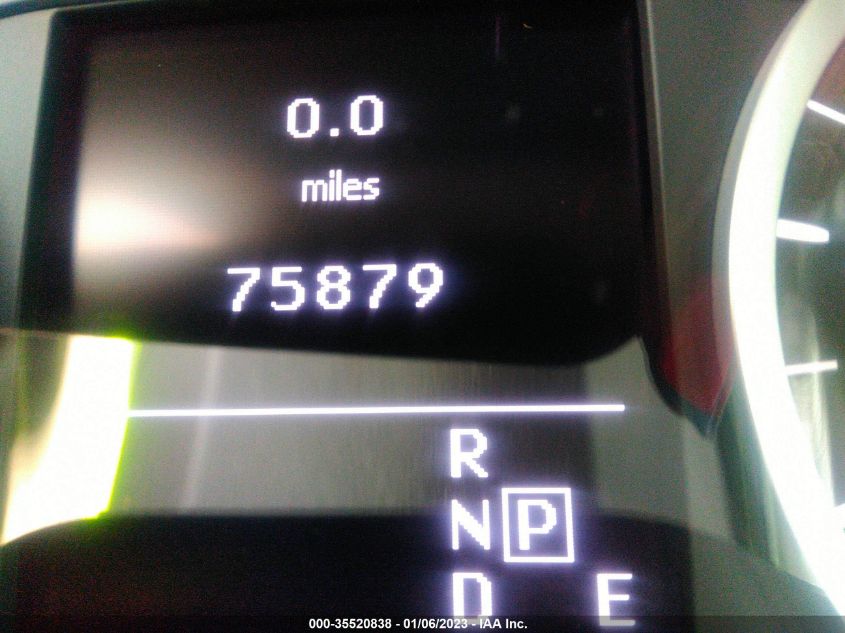 0.0
miles
75879
R
N P
D E
000-35520838 - 01/06/2023 - IAA Inc.